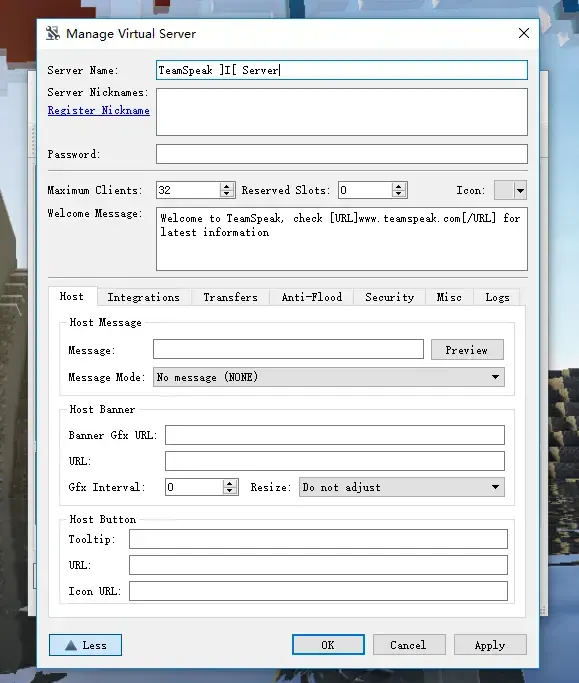 Manage Virtual Server
Server Name: TeamSpeak ]I[ Server
Server Nicknames:
Register Nickname
Password:
Maximum Clients: 32 Reserved Slots: 0 Icon:
Welcome Message: Welcome to TeamSpeak, check [URL]www.teamspeak.com[/URL] for
latest information
Host Integrations Transfers Anti-Flood Security Misc Logs
Host Message
Message: Preview
Message Mode: No message (NONE)
Host Banner
Banner Gfx URL:
URL:
Gfx Interval: 0 Resize: Do not adjust
Host Button
Tooltip:
URL:
Icon URL:
Less OK Cancel Apply